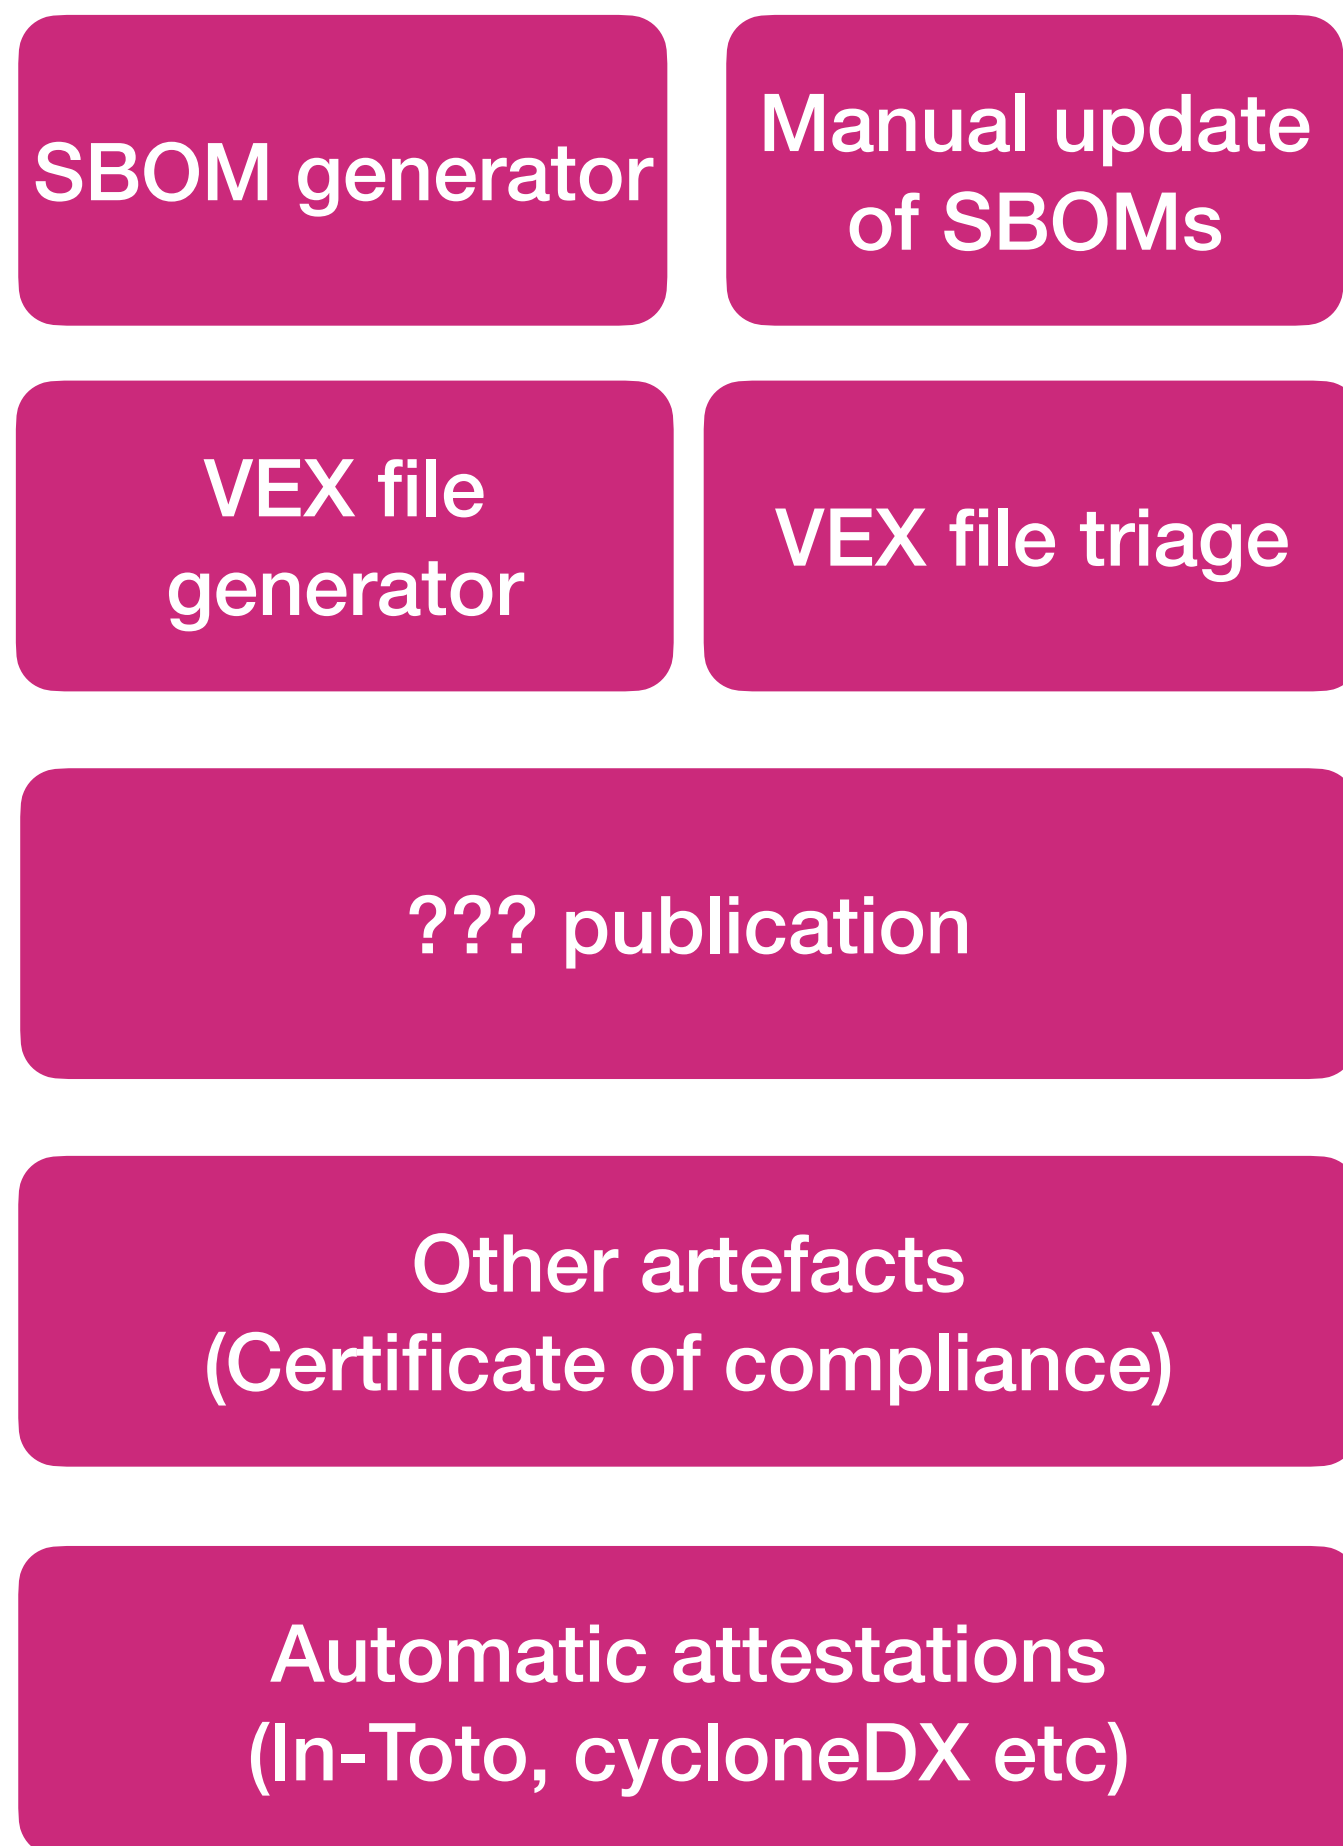 SBOM generator
Manual update
of SBOMs
VEX file
generator
VEX file triage
??? publication
Other artefacts
(Certificate of compliance)
Automatic attestations
(In-Toto, cycloneDX etc)